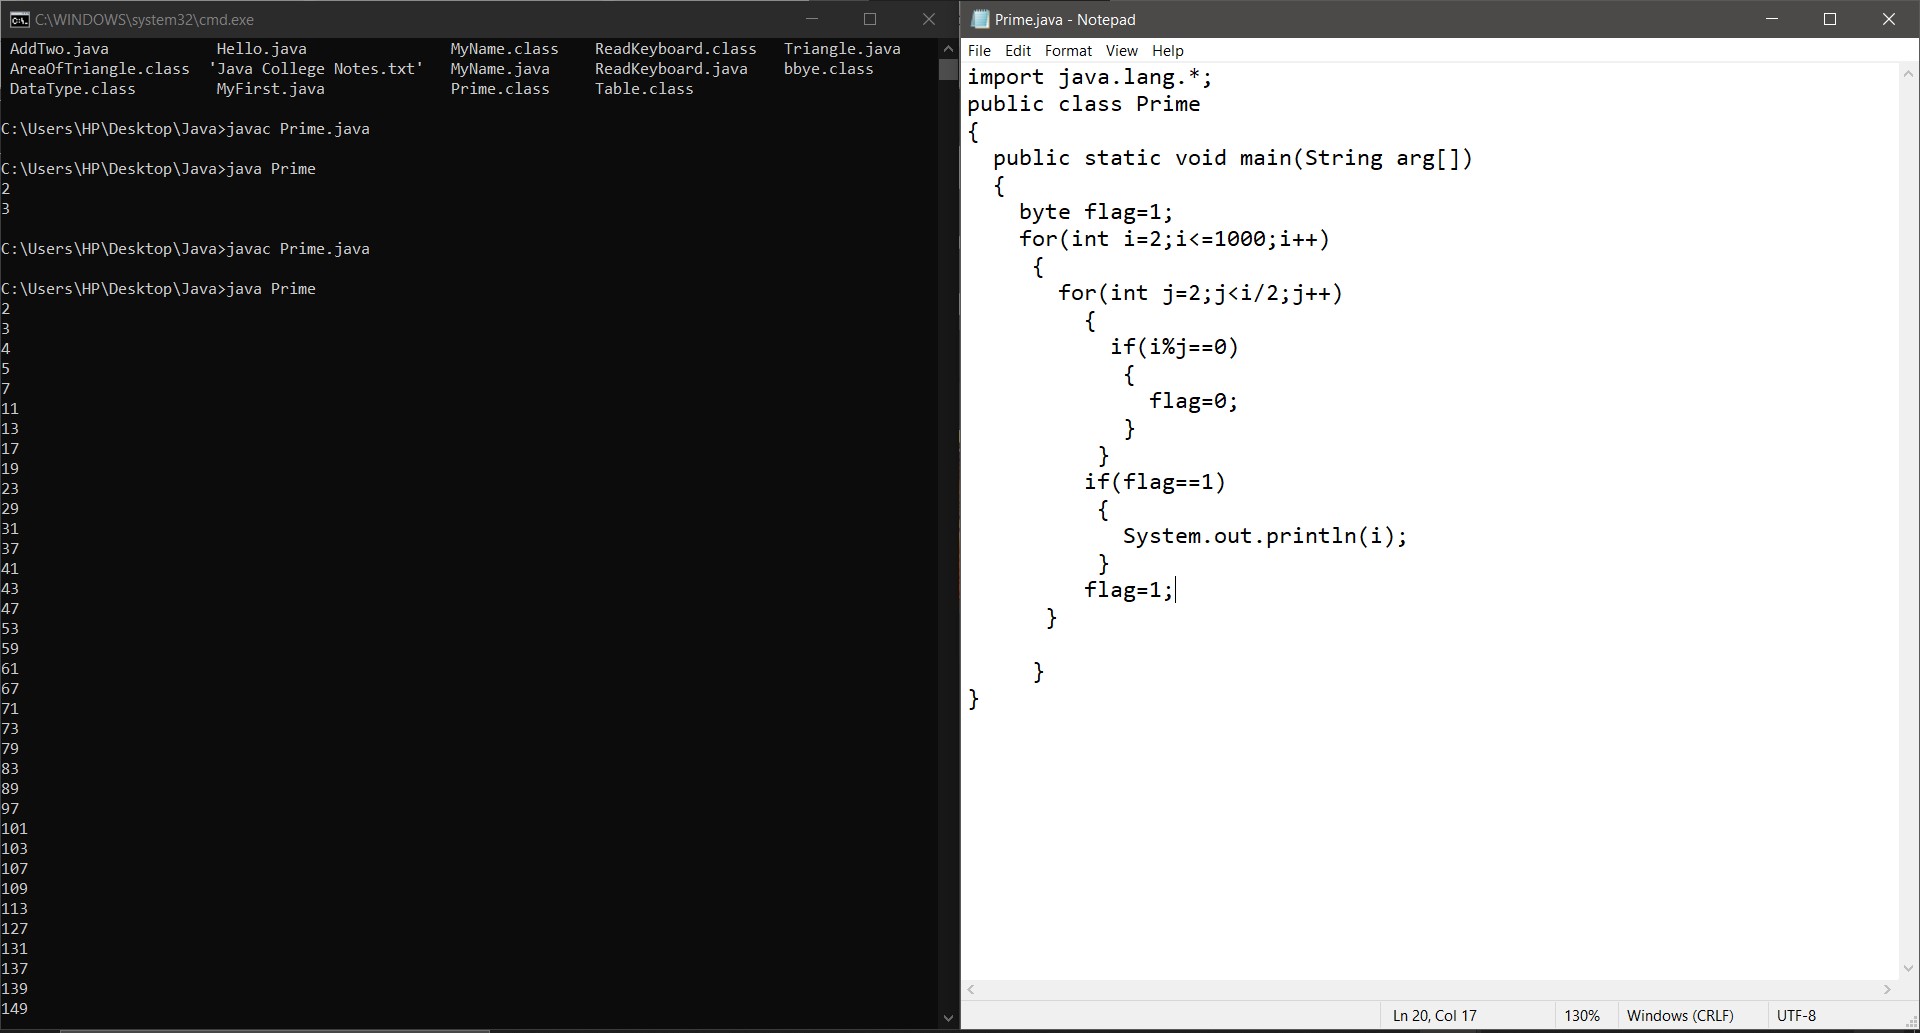 C:\WINDOWS\system32\cmd.exe
AddTwo.java Hello.java MyName.class ReadKeyboard.class Triangle.java
AreaOfTriangle.class 'Java College Notes.txt' MyName.java ReadKeyboard.java bbye.class
DataType.class MyFirst.java Prime.class Table.class
C:\Users\HP\Desktop\Java>javac Prime.java
C:\Users\HP\Desktop\Java>java Prime
2
3
C:\Users\HP\Desktop\Java>javac Prime.java
C:\Users\HP\Desktop\Java>java Prime
2
3
4
5
7
11
13
17
19
23
29
31
37
41
43
47
53
59
61
67
71
73
79
83
89
97
101
103
107
109
113
127
131
137
139
149
Prime.java - Notepad
File Edit Format View Help
import java.lang.*;
public class Prime
{
public static void main(String arg[])
{
byte flag=1;
for(int i=2;i<=1000;i++)
{
for(int j=2;j<i/2;j++)
{
if(i%j==0)
{
flag=0;
}
}
if(flag==1)
{
System.out.println(i);
}
flag=1;
}
}
}
Ln 20, Col 17 130% Windows (CRLF) UTF-8